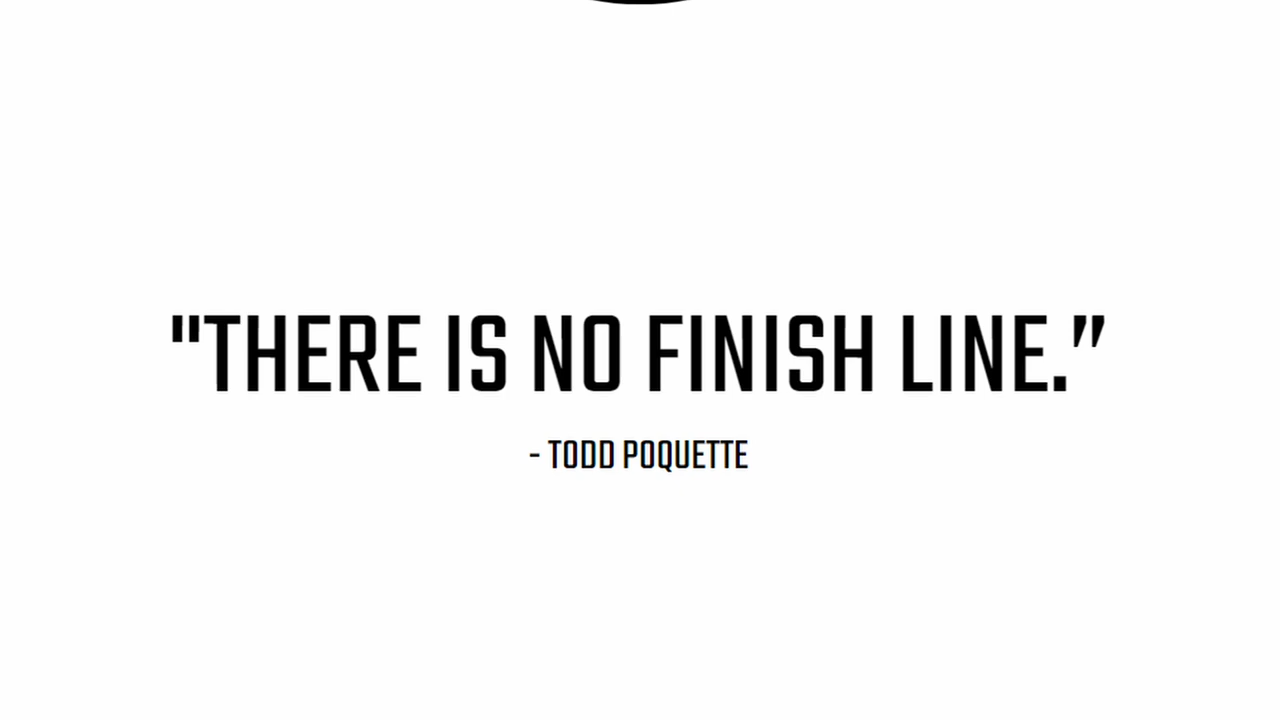 "THERE IS NO FINISH LINE.”
- TODD POQUETTE